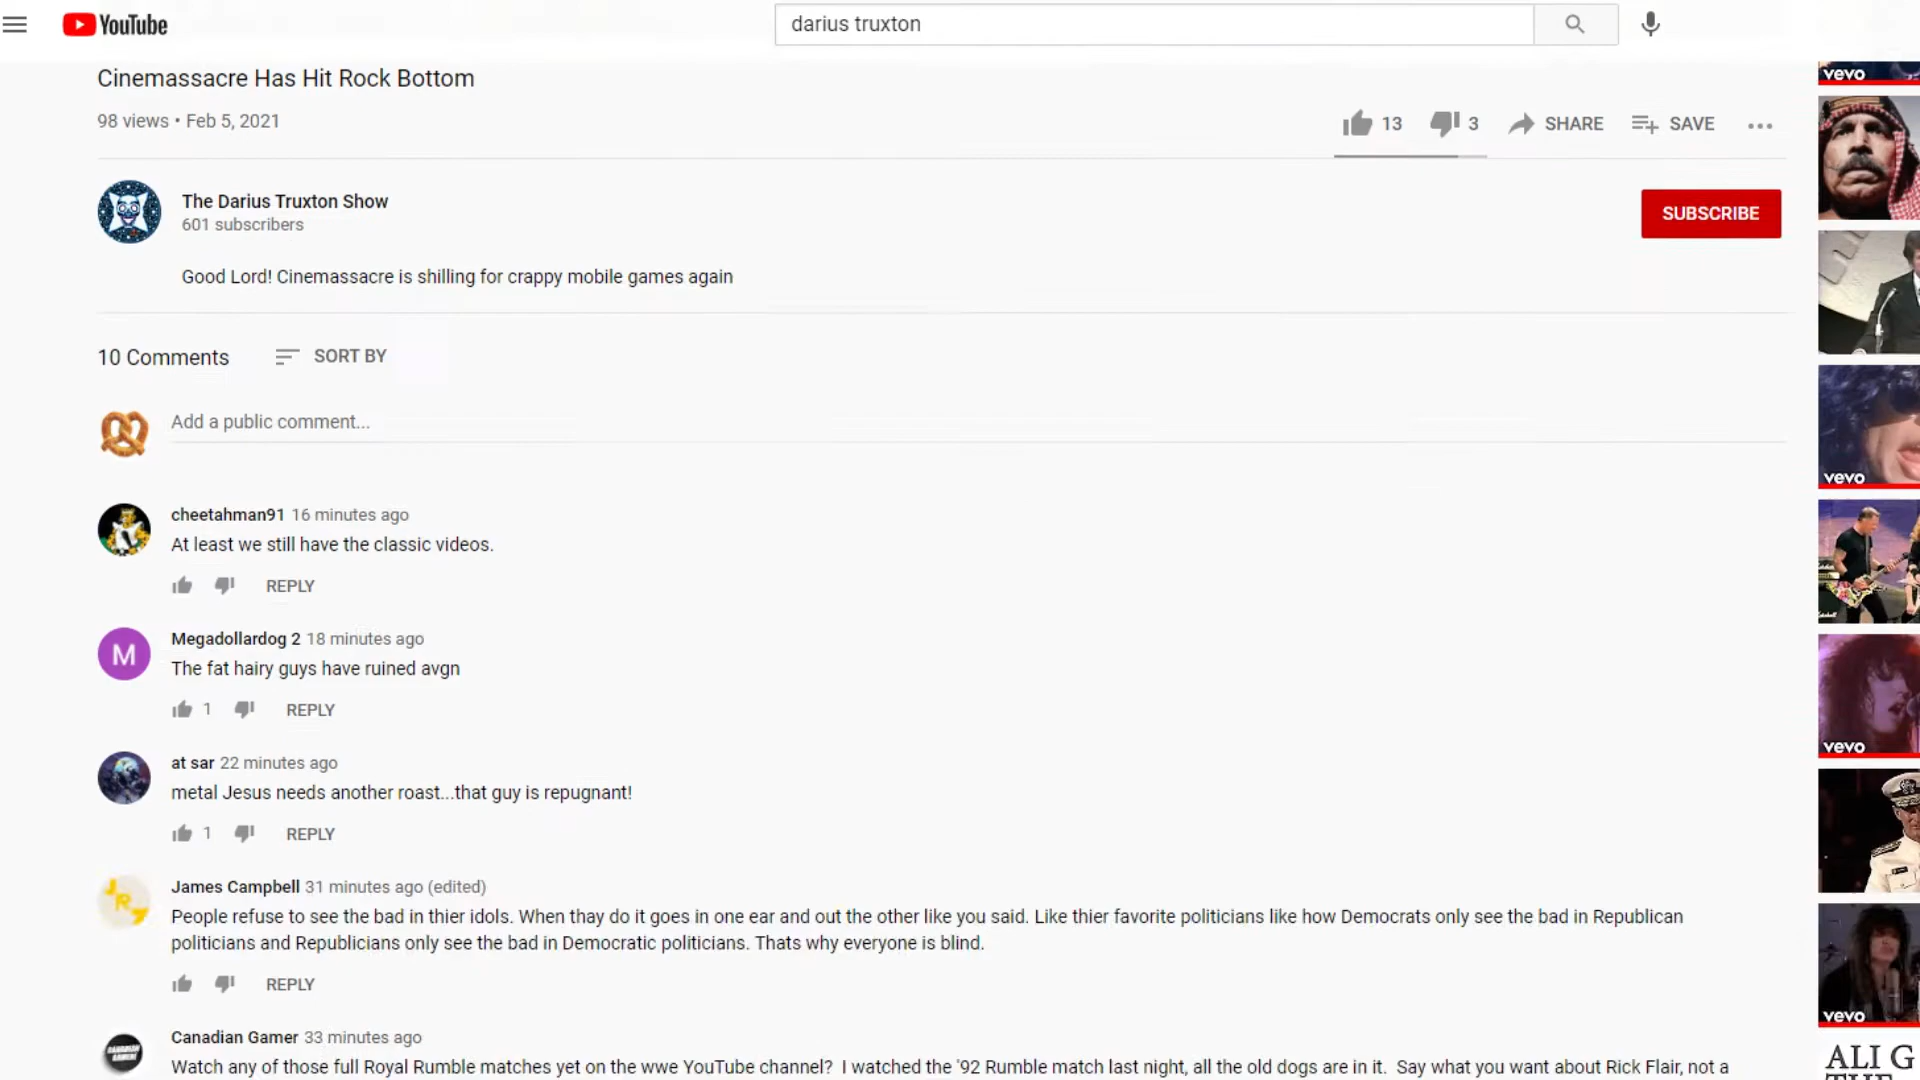 YouTube
darius truxton
Cinemassacre Has Hit Rock Bottom
98 views • Feb 5, 2021
13
3
SHARE
SAVE
The Darius Truxton Show
601 subscribers
SUBSCRIBE
Good Lord! Cinemassacre is shilling for crappy mobile games again
10 Comments
SORT BY
Add a public comment...
cheetahman91 16 minutes ago
At least we still have the classic videos.
REPLY
M
Megadollardog 2 18 minutes ago
The fat hairy guys have ruined avgn
1
REPLY
at sar 22 minutes ago
metal Jesus needs another roast...that guy is repugnant!
1
REPLY
JR7
James Campbell 31 minutes ago (edited)
People refuse to see the bad in thier idols. When thay do it goes in one ear and out the other like you said. Like thier favorite politicians like how Democrats only see the bad in Republican
politicians and Republicians only see the bad in Democratic politicians. Thats why everyone is blind.
REPLY
Canadian Gamer 33 minutes ago
Watch any of those full Royal Rumble matches yet on the wwe YouTube channel? I watched the '92 Rumble match last night, all the old dogs are in it. Say what you want about Rick Flair, not a
vevo
vevo
vevo
vevo
ALI G